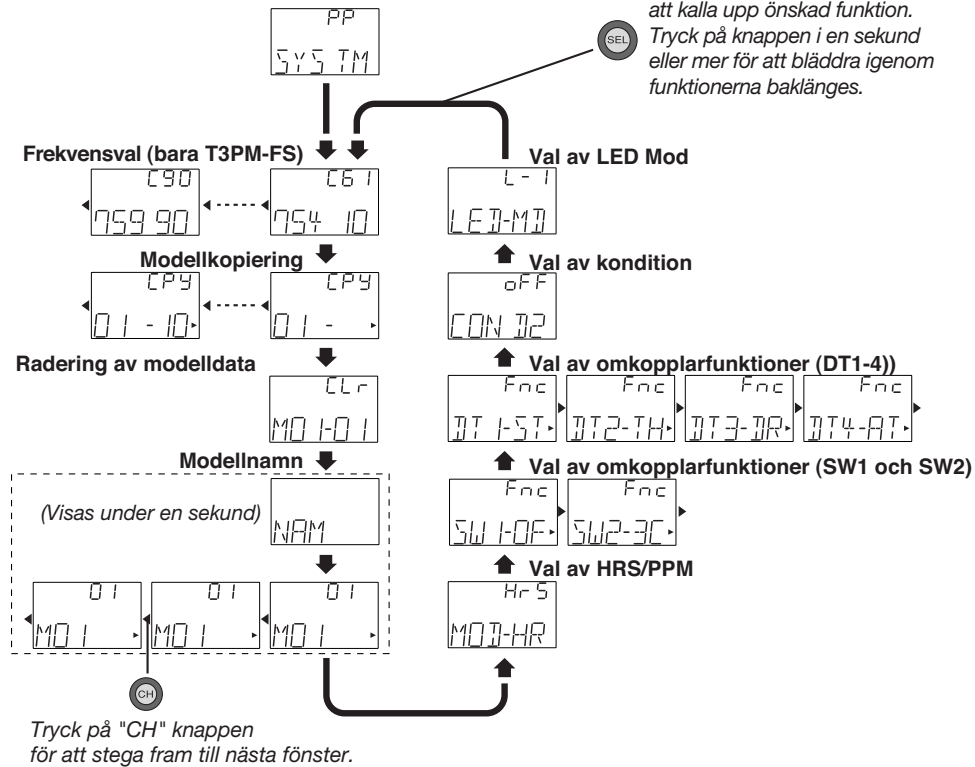 PP
SYS TM
SEL
att kalla upp önskad funktion.
Tryck på knappen i en sekund
eller mer för att bläddra igenom
funktionerna baklänges.
Frekvensval (bara T3PM-FS)
C90
759 90
C61
754 10
Modellkopiering
CPY
01 - 10
CPY
01 -
Radering av modelldata
CLr
M01-01
Modellnamn
(Visas under en sekund)
NAM
01
M01
01
M01
01
M01
CH
Tryck på "CH" knappen
för att stega fram till nästa fönster.
Val av LED Mod
L-1
LED-MD
Val av kondition
oFF
CON D2
Val av omkopplarfunktioner (DT1-4))
Fnc
DT1-ST
Fnc
DT2-TH
Fnc
DT3-DR
Fnc
DT4-AT
Val av omkopplarfunktioner (SW1 och SW2)
Fnc
SW1-OF
Fnc
SW2-3C
Val av HRS/PPM
HrS
MOD-HR